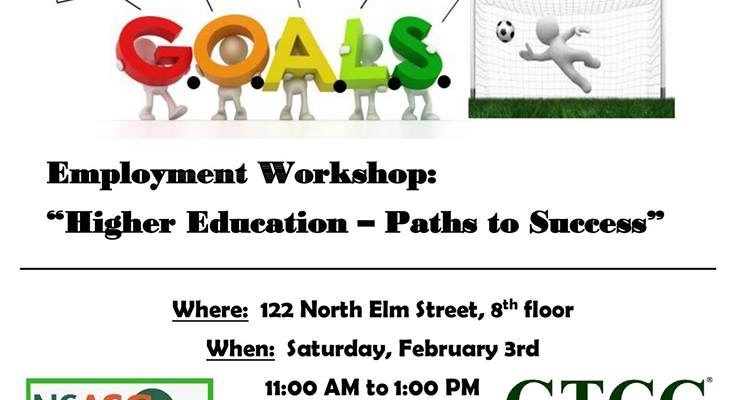 G.O.A.L.S.
Employment Workshop:
“Higher Education – Paths to Success”
Where: 122 North Elm Street, 8th floor
When: Saturday, February 3rd
11:00 AM to 1:00 PM
GTCC®